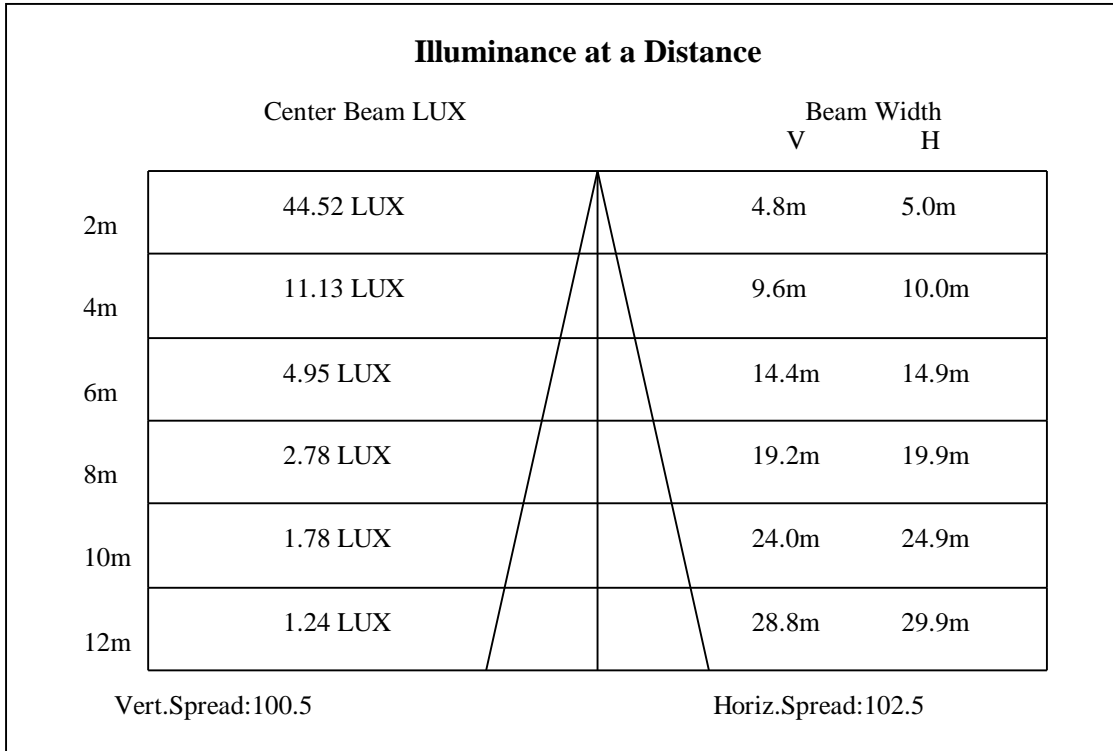 Illuminance at a Distance
Center Beam LUX Beam Width
V H
2m 44.52 LUX 4.8m 5.0m
4m 11.13 LUX 9.6m 10.0m
6m 4.95 LUX 14.4m 14.9m
8m 2.78 LUX 19.2m 19.9m
10m 1.78 LUX 24.0m 24.9m
12m 1.24 LUX 28.8m 29.9m
Vert.Spread:100.5 Horiz.Spread:102.5